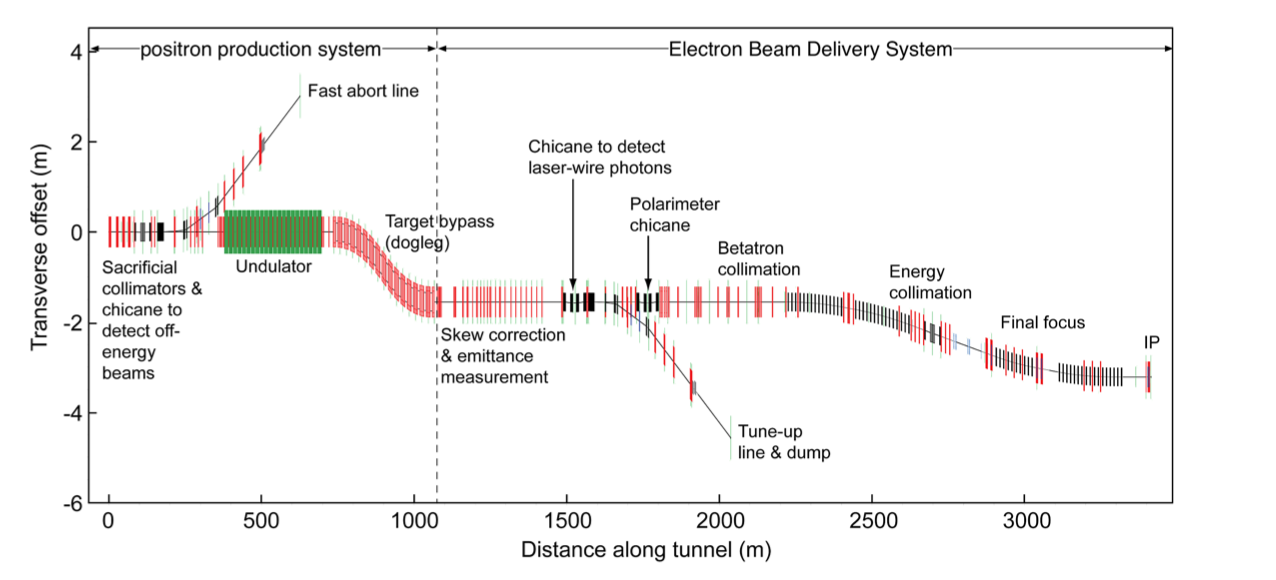 positron production system
Electron Beam Delivery System
Fast abort line
Chicane to detect
laser-wire photons
Polarimeter
chicane
Target bypass
(dogleg)
Betatron
collimation
Energy
collimation
Final focus
IP
Sacrificial
collimators &
chicane to
detect off-
energy
beams
Undulator
Skew correction
& emittance
measurement
Tune-up
line & dump
Transverse offset (m)
4
2
0
-2
-4
-6
0
500
1000
1500
2000
2500
3000
Distance along tunnel (m)